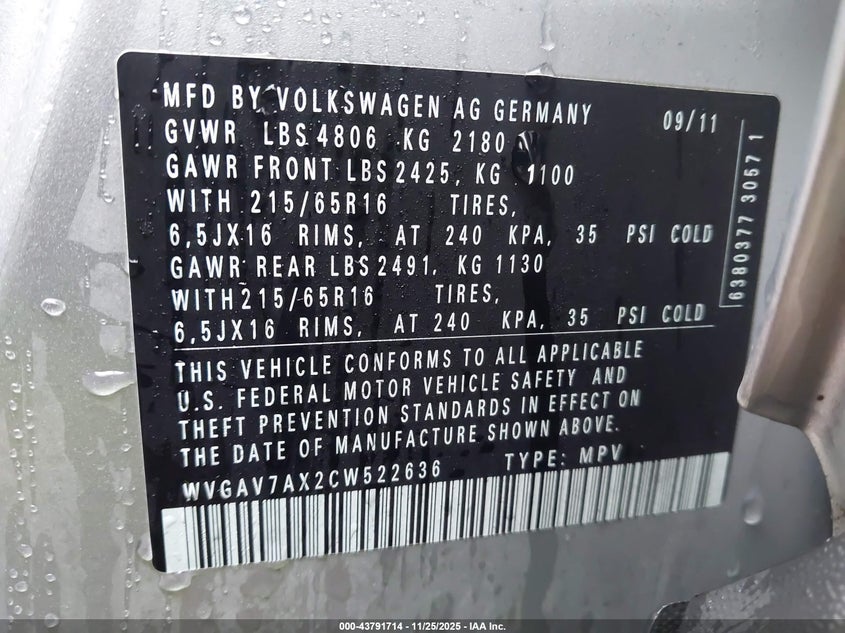 MFD BY VOLKSWAGEN AG GERMANY 09/11
GVWR LBS 4806 KG 2180
GAWR FRONT LBS 2425, KG 1100
WITH 215/65R16 TIRES,
6,5JX16 RIMS, AT 240 KPA, 35 PSI COLD
GAWR REAR LBS 2491, KG 1130
WITH 215/65R16 TIRES,
6,5JX16 RIMS, AT 240 KPA, 35 PSI COLD
THIS VEHICLE CONFORMS TO ALL APPLICABLE
U.S. FEDERAL MOTOR VEHICLE SAFETY AND
THEFT PREVENTION STANDARDS IN EFFECT ON
THE DATE OF MANUFACTURE SHOWN ABOVE.
WVGAV7AX2CW522636 TYPE: MPV
6380377 3057 1
000-43791714 - 11/25/2025 - IAA Inc.